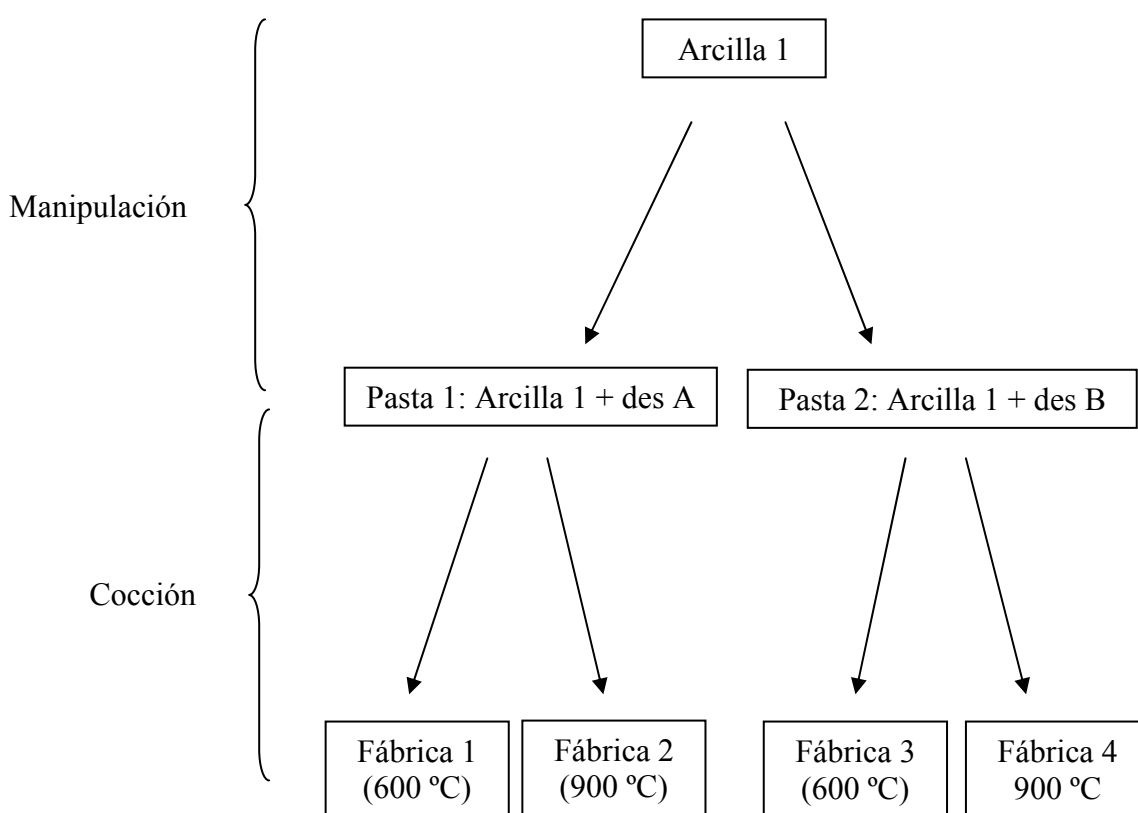 Arcilla 1
Manipulación
Pasta 1: Arcilla 1 + des A
Pasta 2: Arcilla 1 + des B
Cocción
Fábrica 1
(600 ºC)
Fábrica 2
(900 ºC)
Fábrica 3
(600 ºC)
Fábrica 4
900 ºC